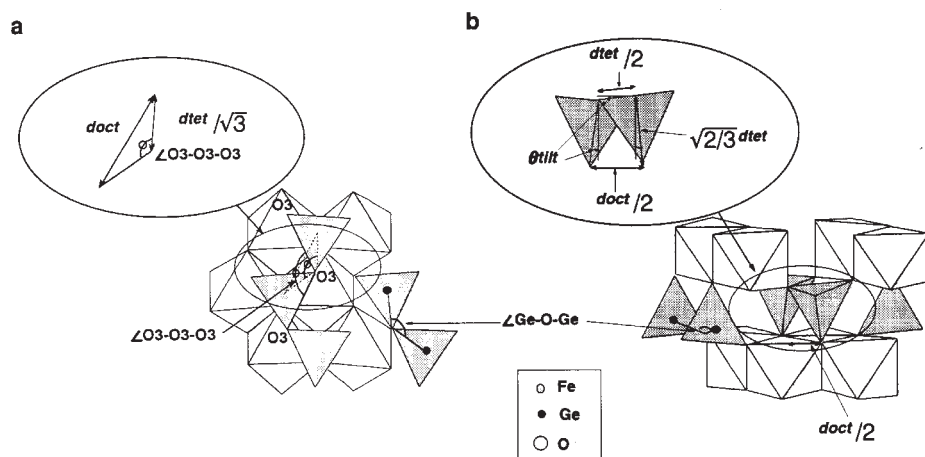 a
doct
dtet /√3
Φ
∠O3-O3-O3
O3
Φ
Φ
O3
∠O3-O3-O3
O3
b
dtet /2
θtilt
√2/3 dtet
doct /2
∠Ge-O-Ge
doct /2
Fe
Ge
O